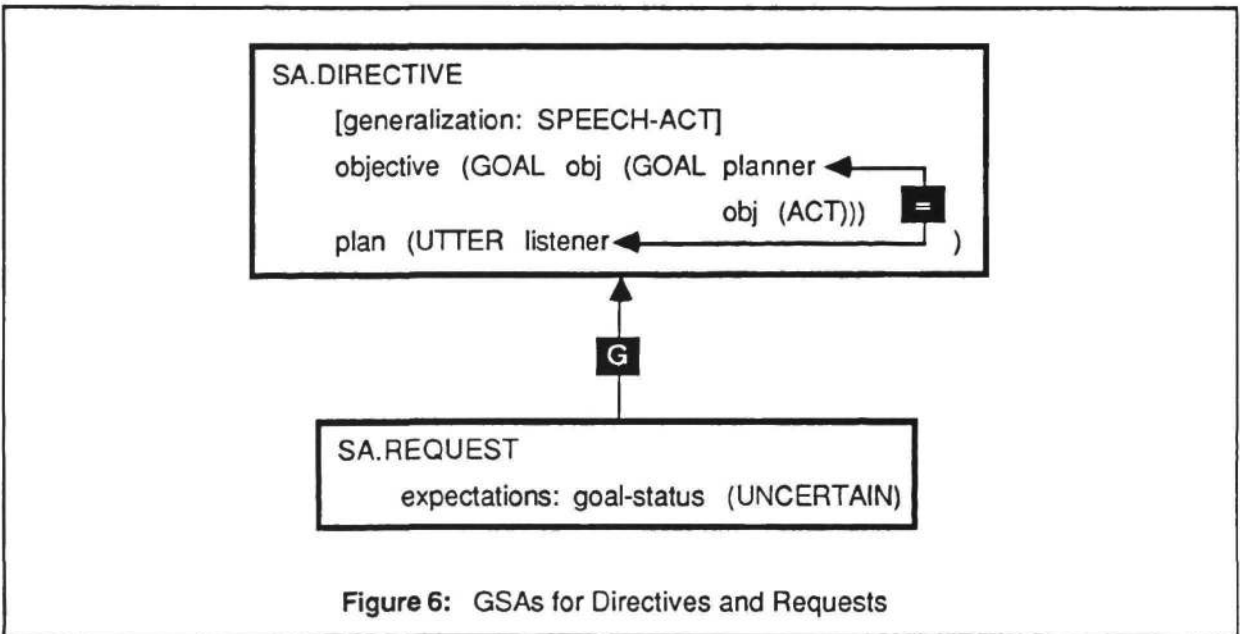 SA.DIRECTIVE
[generalization: SPEECH-ACT]
objective (GOAL obj (GOAL planner
=
obj (ACT)))
plan (UTTER listener )
G
SA.REQUEST
expectations: goal-status (UNCERTAIN)
Figure 6: GSAs for Directives and Requests